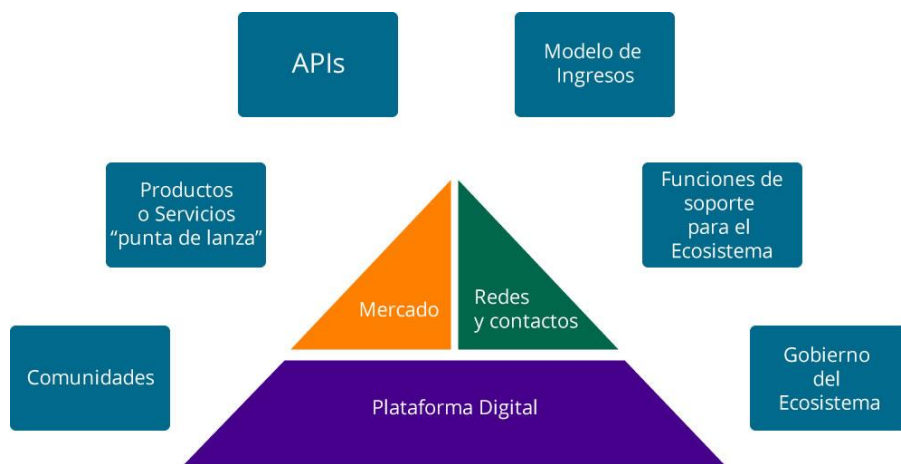 APIs
Modelo de
Ingresos
Productos
o Servicios
“punta de lanza”
Funciones de
soporte
para el
Ecosistema
Mercado
Redes
y contactos
Comunidades
Plataforma Digital
Gobierno
del
Ecosistema